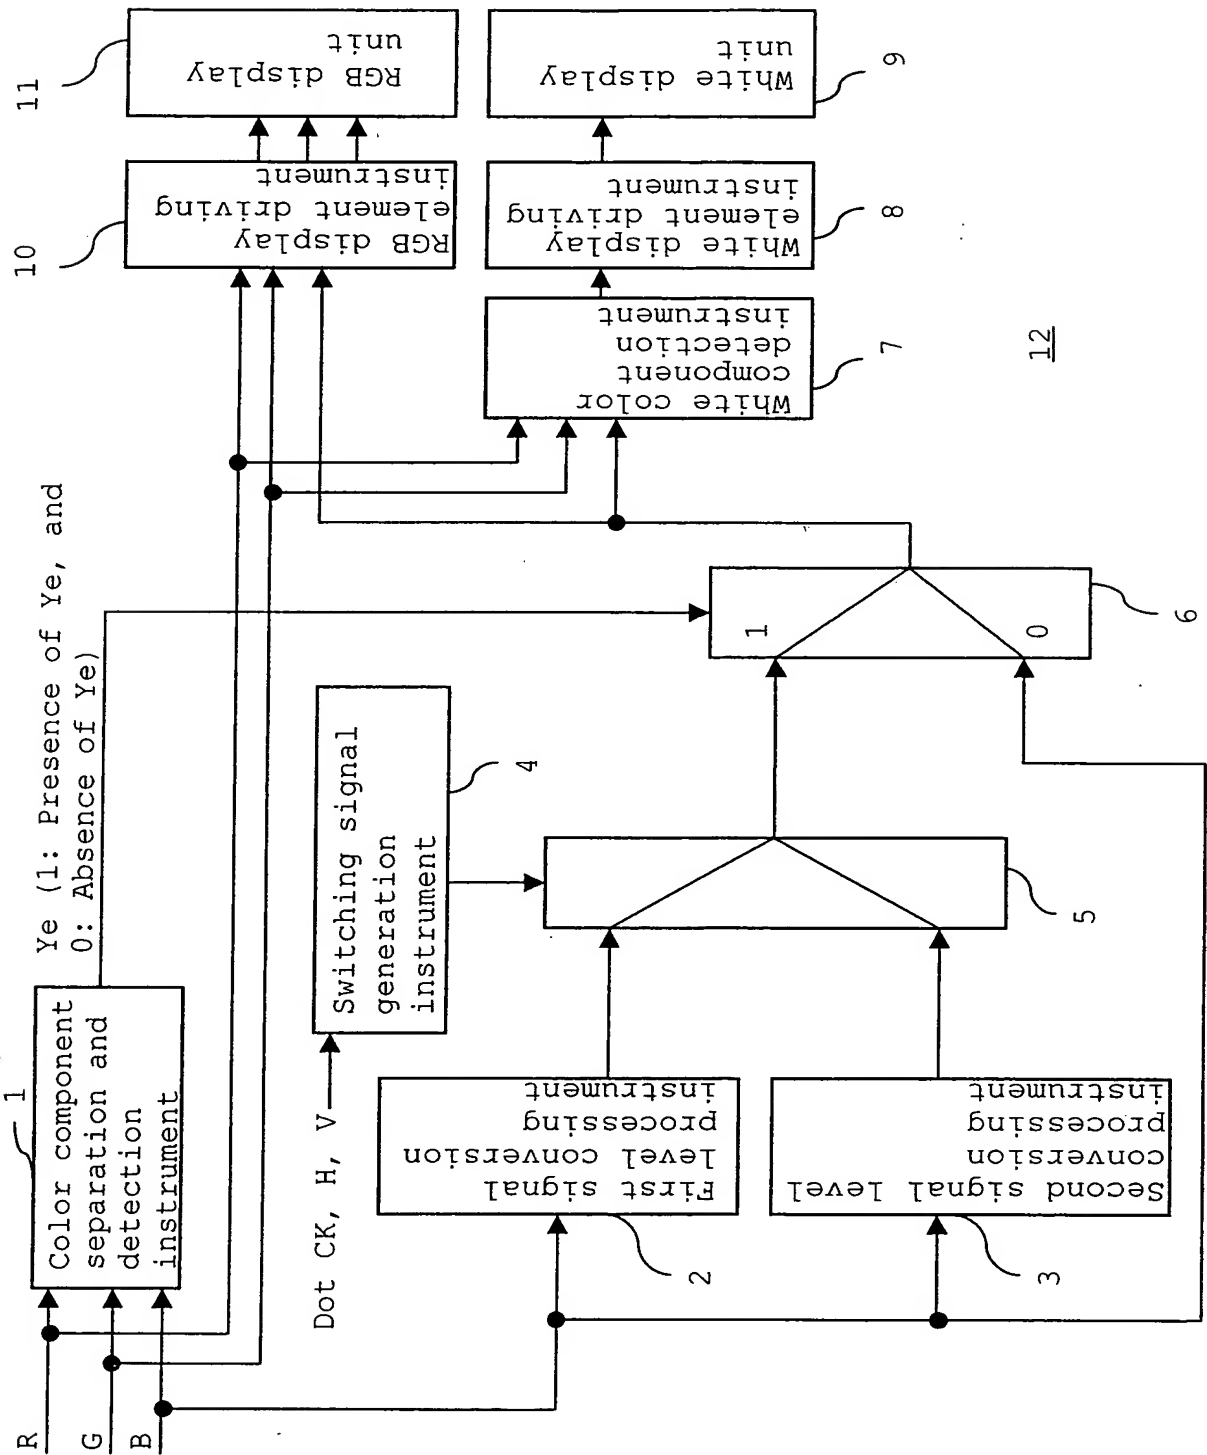 R
G
B
1
Color component
separation and
detection
instrument
Ye (1: Presence of Ye, and
0: Absence of Ye)
Dot CK, H, V
Switching signal
generation
instrument
4
First signal
level conversion
processing
instrument
2
Second signal level
conversion
processing
instrument
3
5
1
0
6
White color
component
detection
instrument
7
White display
element driving
instrument
8
White display
unit
9
RGB display
element driving
instrument
10
RGB display
unit
11
12